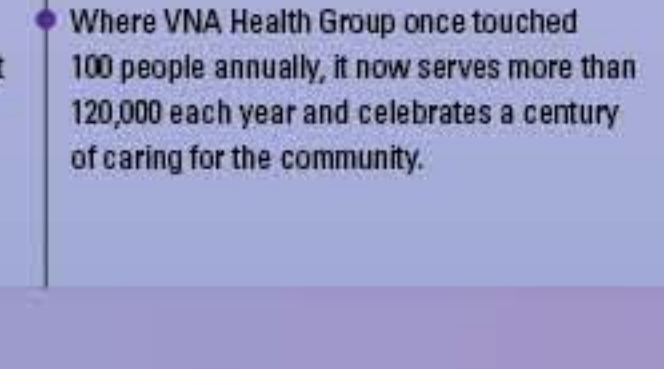 Where VNA Health Group once touched
100 people annually, it now serves more than
120,000 each year and celebrates a century
of caring for the community.